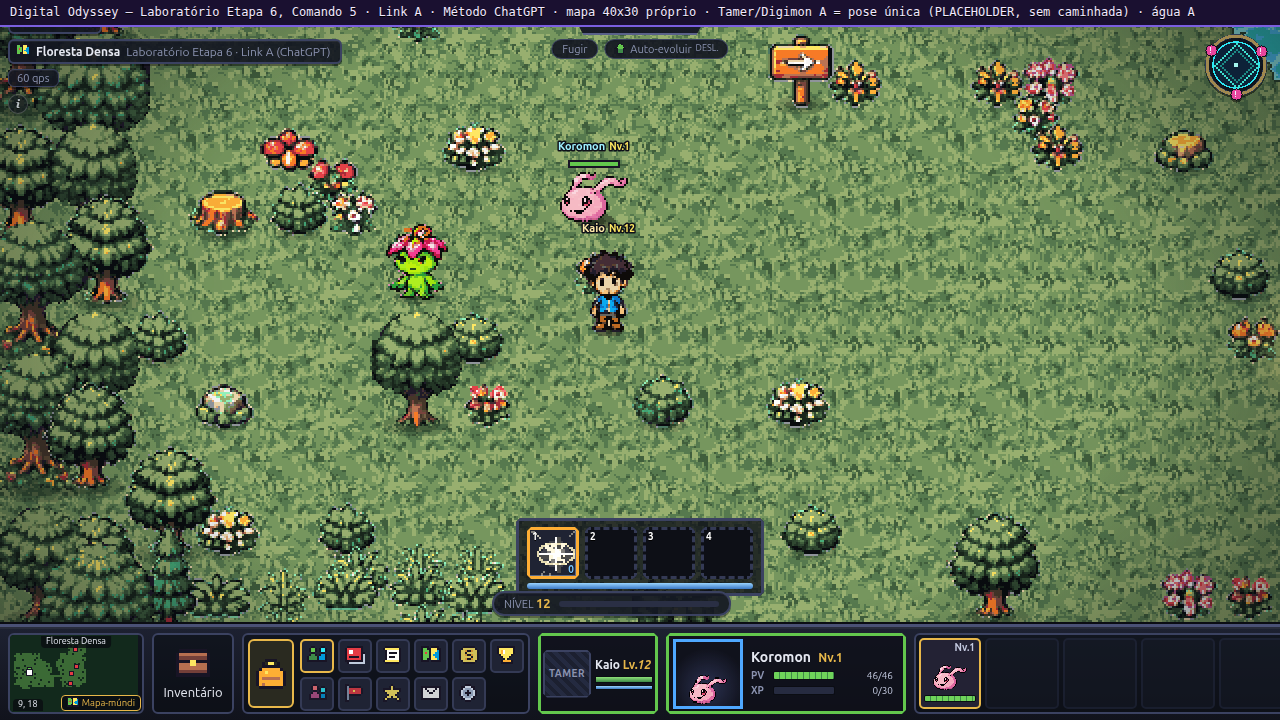 Digital Odyssey — Laboratório Etapa 6, Comando 5 · Link A · Método ChatGPT · mapa 40x30 próprio · Tamer/Digimon A = pose única (PLACEHOLDER, sem caminhada) · água A
Floresta Densa Laboratório Etapa 6 · Link A (ChatGPT)
60 qps
i
Fugir
Auto-evoluir DESL.
Koromon Nv.1
Kaio Nv.12
1 2 3 4
0
NÍVEL 12
Floresta Densa
9, 18
Mapa-múndi
Inventário
TAMER
Kaio Lv.12
Koromon Nv.1
PV 46/46
XP 0/30
Nv.1